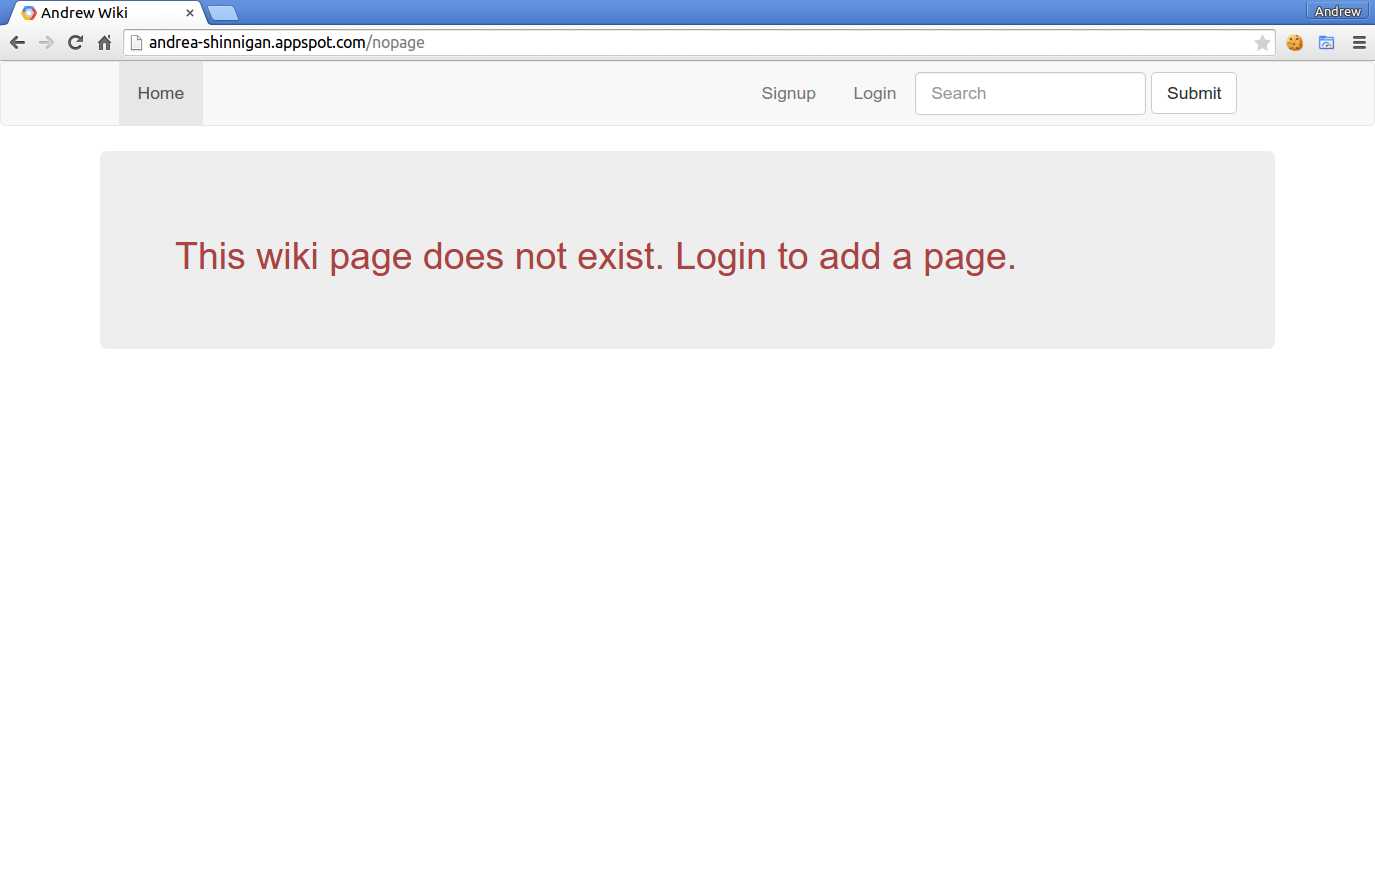 Andrew Wiki
Andrew
andrea-shinnigan.appspot.com/nopage
Home Signup Login Search Submit
This wiki page does not exist. Login to add a page.